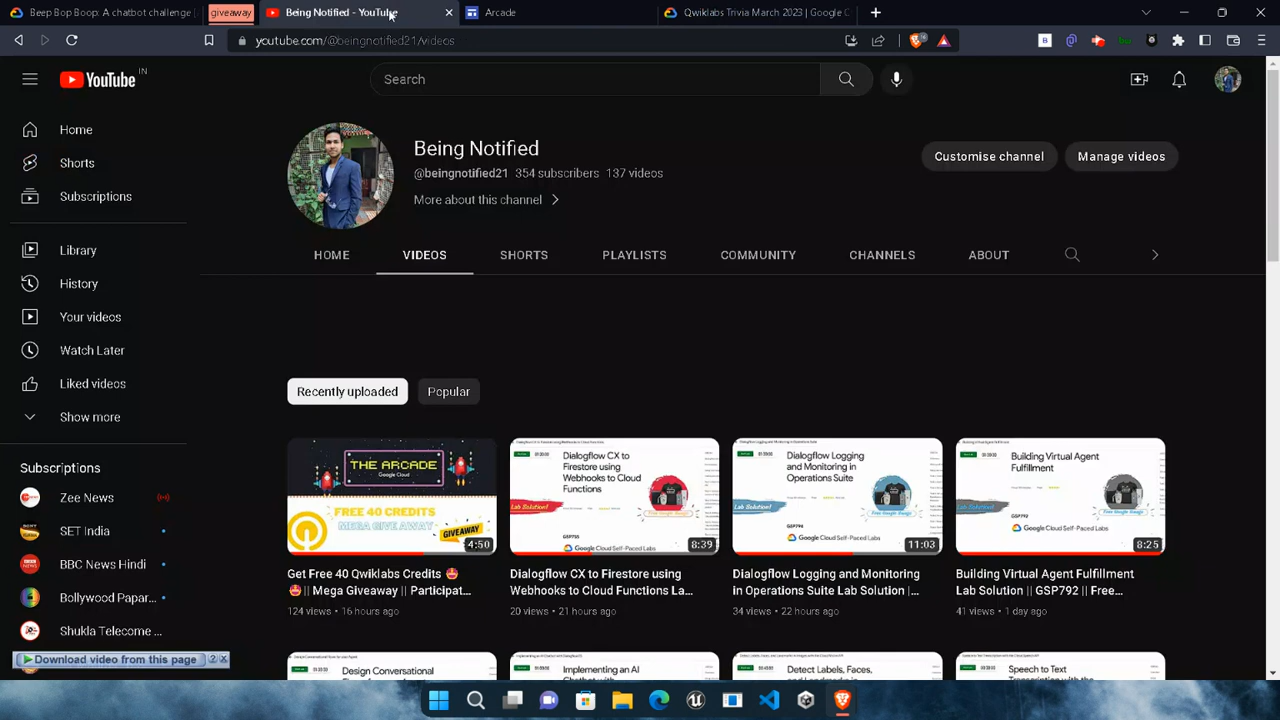 Beep Bop Boop: A chatbot challenge |
giveaway
Being Notified - YouTube
Arcade
Qwiklabs Trivia March 2023 | Google C
youtube.com/@beingnotified21/videos
YouTube
IN
Search
Home
Shorts
Subscriptions
Library
History
Your videos
Watch Later
Liked videos
Show more
Subscriptions
Zee News
SET India
BBC News Hindi
Bollywood Papar...
Shukla Telecome ...
Download video from this page
?
Being Notified
@beingnotified21 354 subscribers 137 videos
More about this channel
Customise channel
Manage videos
HOME
VIDEOS
SHORTS
PLAYLISTS
COMMUNITY
CHANNELS
ABOUT
Recently uploaded
Popular
THE ARCADE
Google Cloud
FREE 40 CREDITS
MEGA GIVE AWAY
GIVEAWAY
4:50
Get Free 40 Qwiklabs Credits
|| Mega Giveaway || Participat...
124 views • 16 hours ago
Dialogflow CX to
Firestore using
Webhooks to Cloud
Functions
Lab Solution!
Google Cloud Self-Paced Labs
8:39
Dialogflow CX to Firestore using
Webhooks to Cloud Functions La...
20 views • 21 hours ago
Dialogflow Logging
and Monitoring
in Operations Suite
Lab Solution!
Google Cloud Self-Paced Labs
11:03
Dialogflow Logging and Monitoring
in Operations Suite Lab Solution |...
34 views • 22 hours ago
Building Virtual Agent
Fulfillment
Lab Solution!
GSP792
Google Cloud Self-Paced Labs
8:25
Building Virtual Agent Fulfillment
Lab Solution || GSP792 || Free...
41 views • 1 day ago
Design Conversational
Implementing an AI
Chatbot with
Detect Labels, Faces,
Speech to Text